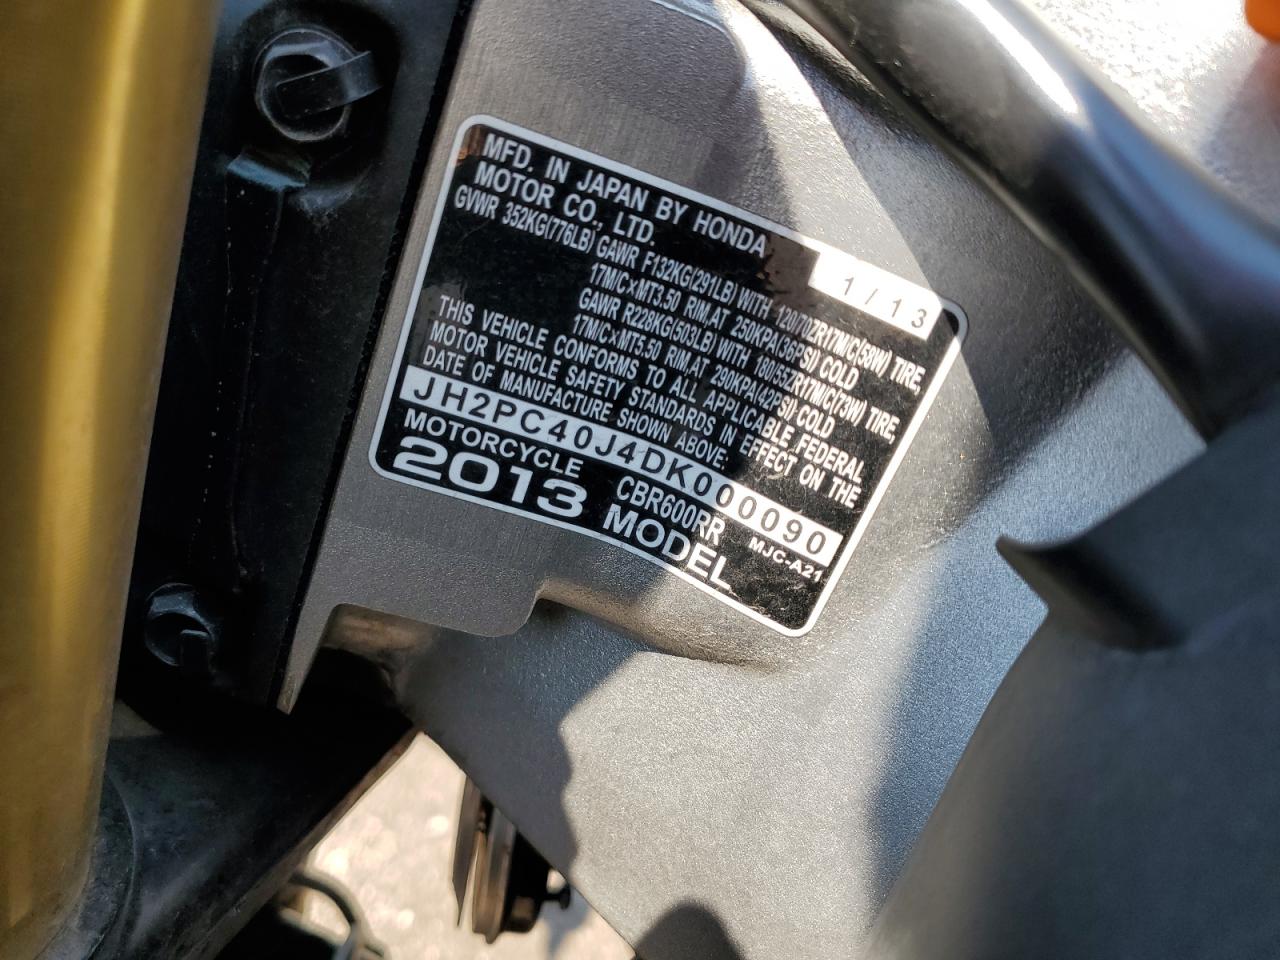 MFD. IN JAPAN BY HONDA
MOTOR CO., LTD.
1 / 13
GVWR 352KG(776LB) GAWR F132KG(291LB) WITH 120/70ZR17M/C(58W) TIRE,
17M/C×MT3.50 RIM,AT 250KPA(36PSI) COLD
GAWR R228KG(503LB) WITH 180/55ZR17M/C(73W) TIRE,
17M/C×MT5.50 RIM,AT 290KPA(42PSI) COLD
THIS VEHICLE CONFORMS TO ALL APPLICABLE FEDERAL
MOTOR VEHICLE SAFETY STANDARDS IN EFFECT ON THE
DATE OF MANUFACTURE SHOWN ABOVE.
JH2PC40J4DK000090
MOTORCYCLE CBR600RR MJC-A21
2013 MODEL